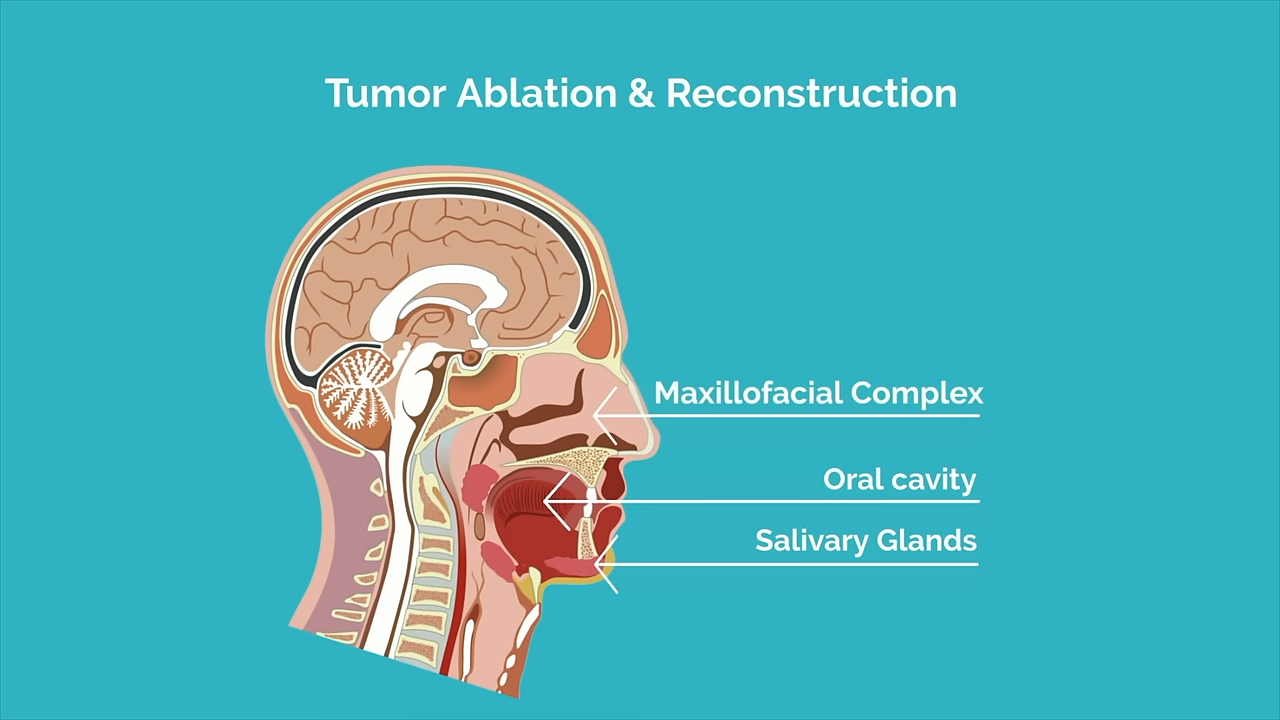 Tumor Ablation & Reconstruction
Maxillofacial Complex
Oral cavity
Salivary Glands